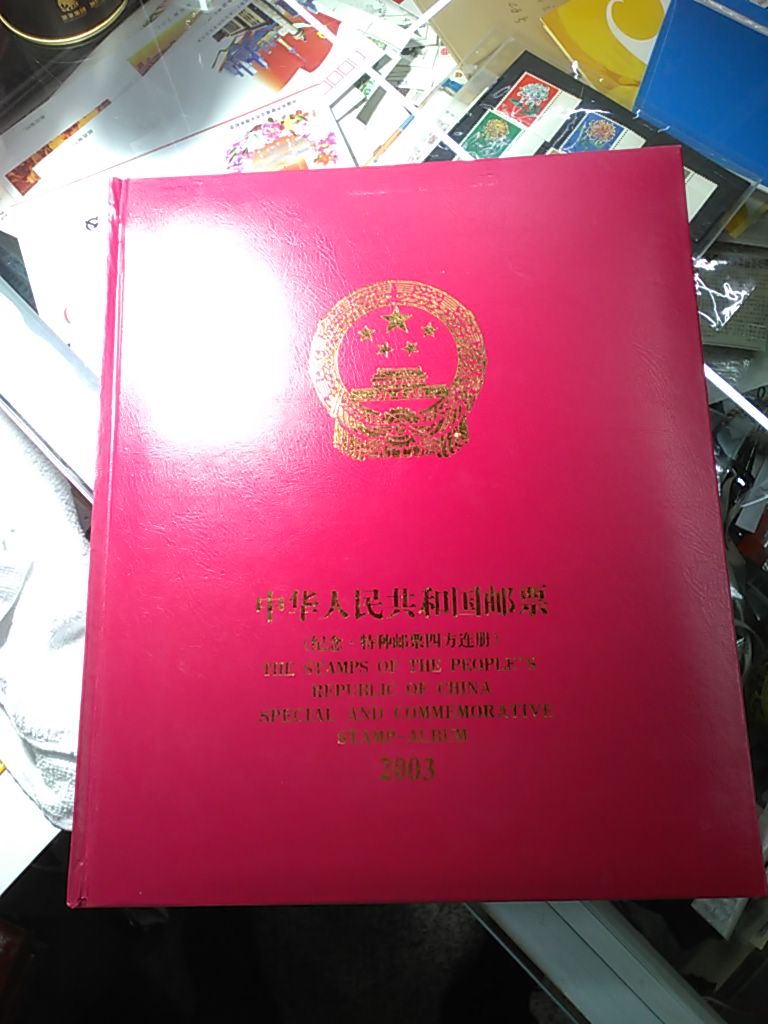 中华人民共和国邮票
（纪念·特种邮票四方连册）
THE STAMPS OF THE PEOPLE'S
REPUBLIC OF CHINA
SPECIAL AND COMMEMORATIVE
STAMP-ALBUM
2003